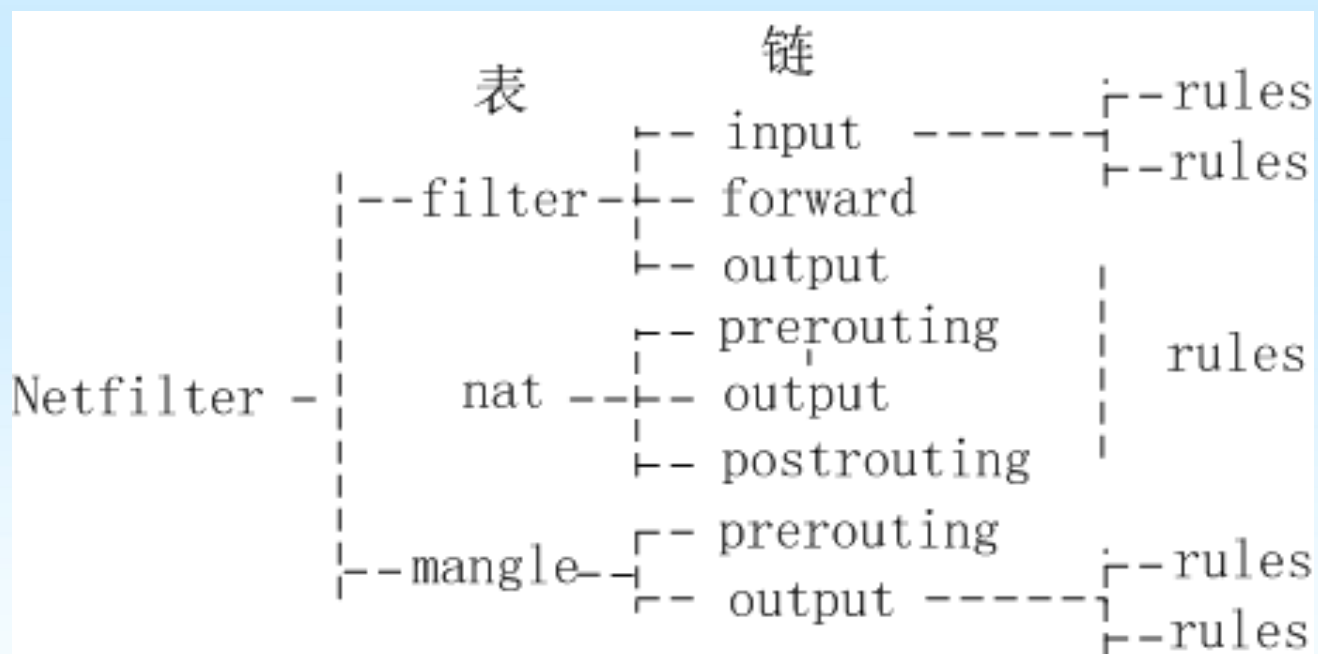 链
表
input
rules
rules
filter
forward
output
prerouting
rules
Netfilter
nat
output
postrouting
prerouting
mangle
output
rules
rules